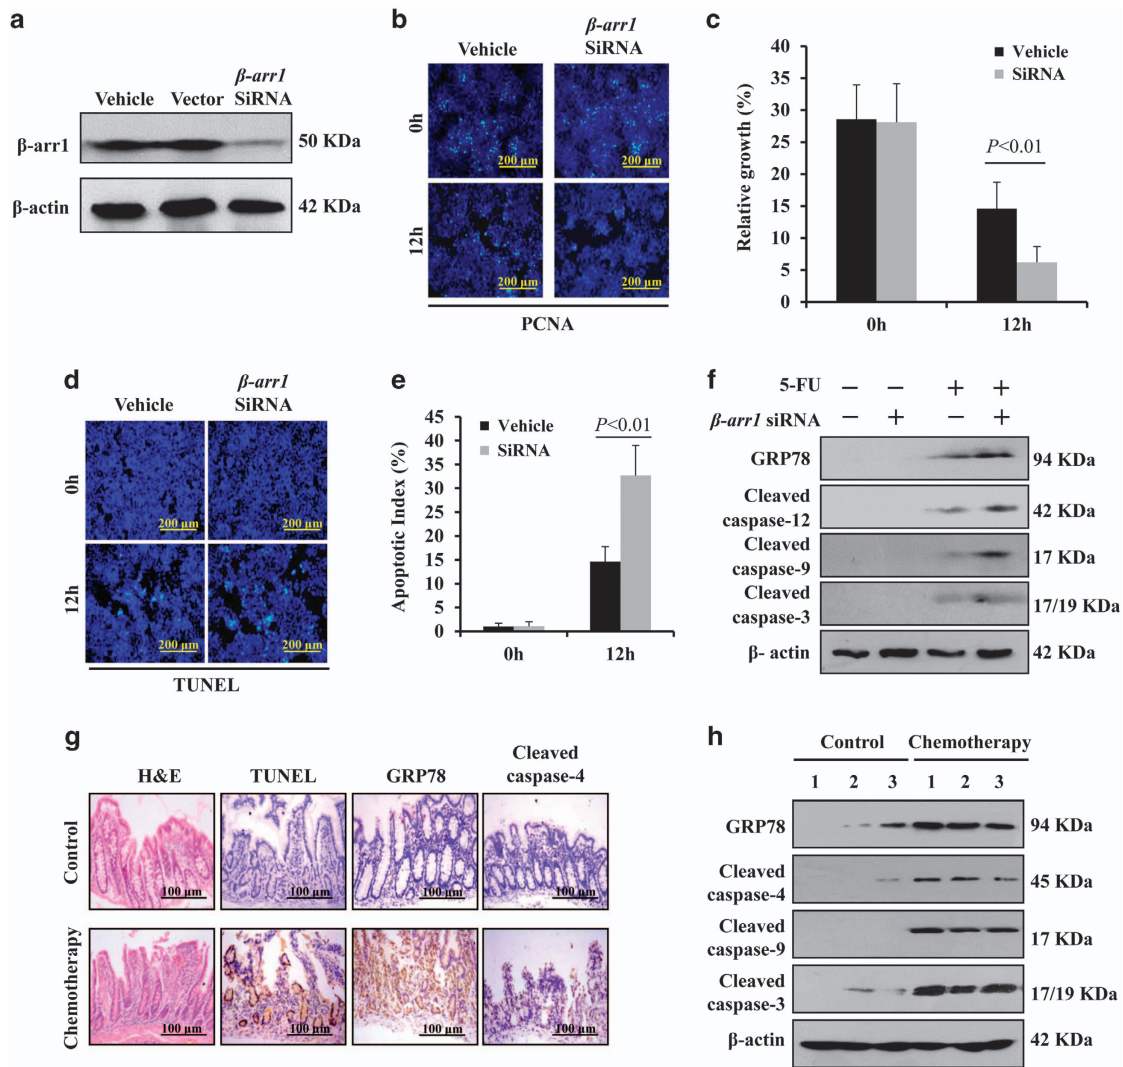 a
Vehicle Vector β-arr1 SiRNA
β-arr1 50 KDa
β-actin 42 KDa
b
Vehicle β-arr1 SiRNA
0h
200 μm 200 μm
12h
200 μm 200 μm
PCNA
c
Relative growth (%)
40
35
30
25
20
15
10
5
0
Vehicle
SiRNA
P<0.01
0h 12h
d
Vehicle β-arr1 SiRNA
0h
200 μm 200 μm
12h
200 μm 200 μm
TUNEL
e
Apoptotic Index (%)
45
40
35
30
25
20
15
10
5
0
Vehicle
SiRNA
P<0.01
0h 12h
f
5-FU – – + +
β-arr1 siRNA – + – +
GRP78 94 KDa
Cleaved
caspase-12 42 KDa
Cleaved
caspase-9 17 KDa
Cleaved
caspase-3 17/19 KDa
β- actin 42 KDa
g
H&E TUNEL GRP78 Cleaved caspase-4
Control
100 μm 100 μm 100 μm 100 μm
Chemotherapy
100 μm 100 μm 100 μm 100 μm
h
Control Chemotherapy
1 2 3 1 2 3
GRP78 94 KDa
Cleaved
caspase-4 45 KDa
Cleaved
caspase-9 17 KDa
Cleaved
caspase-3 17/19 KDa
β-actin 42 KDa